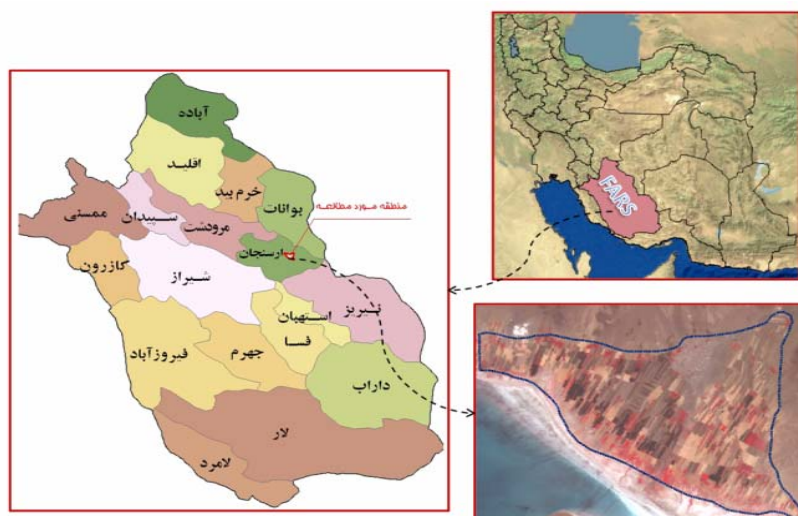 آباده
اقلید
خرم بید
بوانات
منطقه مورد مطالعه
ممسنی
سپیدان
مرودشت
ارسنجان
کازرون
شیراز
نیریز
استهبان
فسا
فیروزآباد
جهرم
داراب
لار
لامرد
FARS